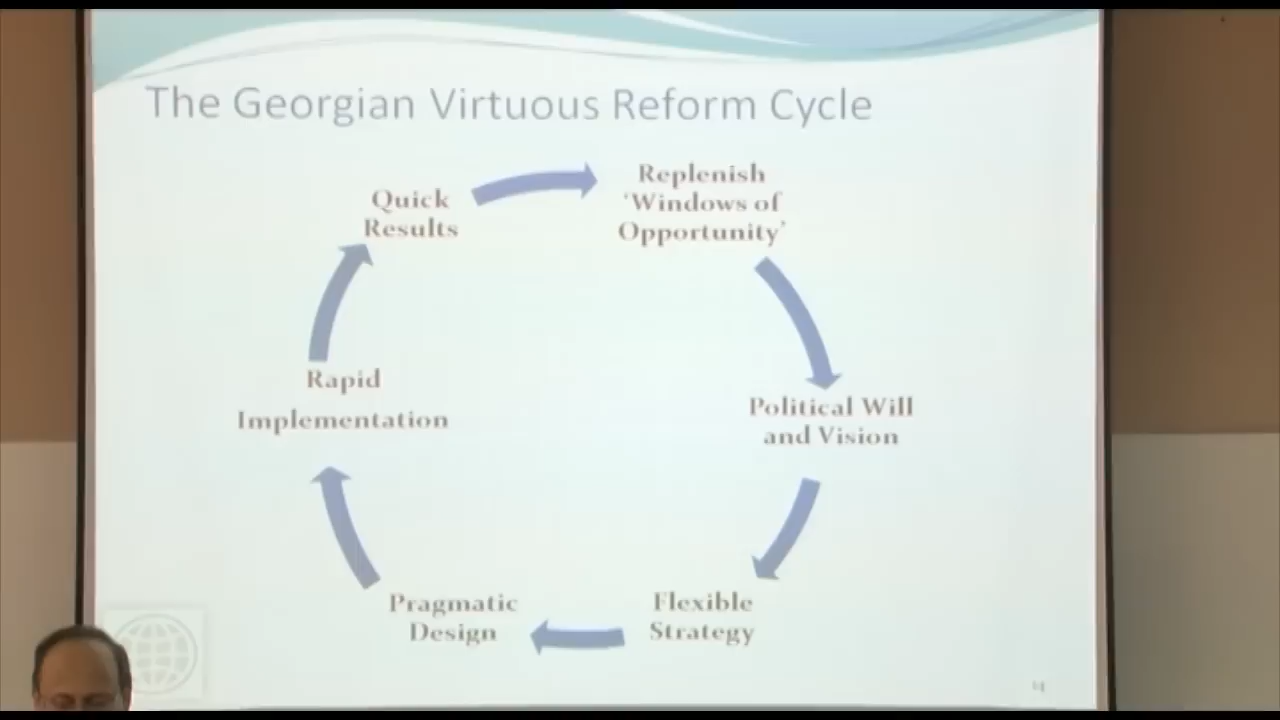 The Georgian Virtuous Reform Cycle
Replenish
‘Windows of
Opportunity’
Political Will
and Vision
Flexible
Strategy
Pragmatic
Design
Rapid
Implementation
Quick
Results
14